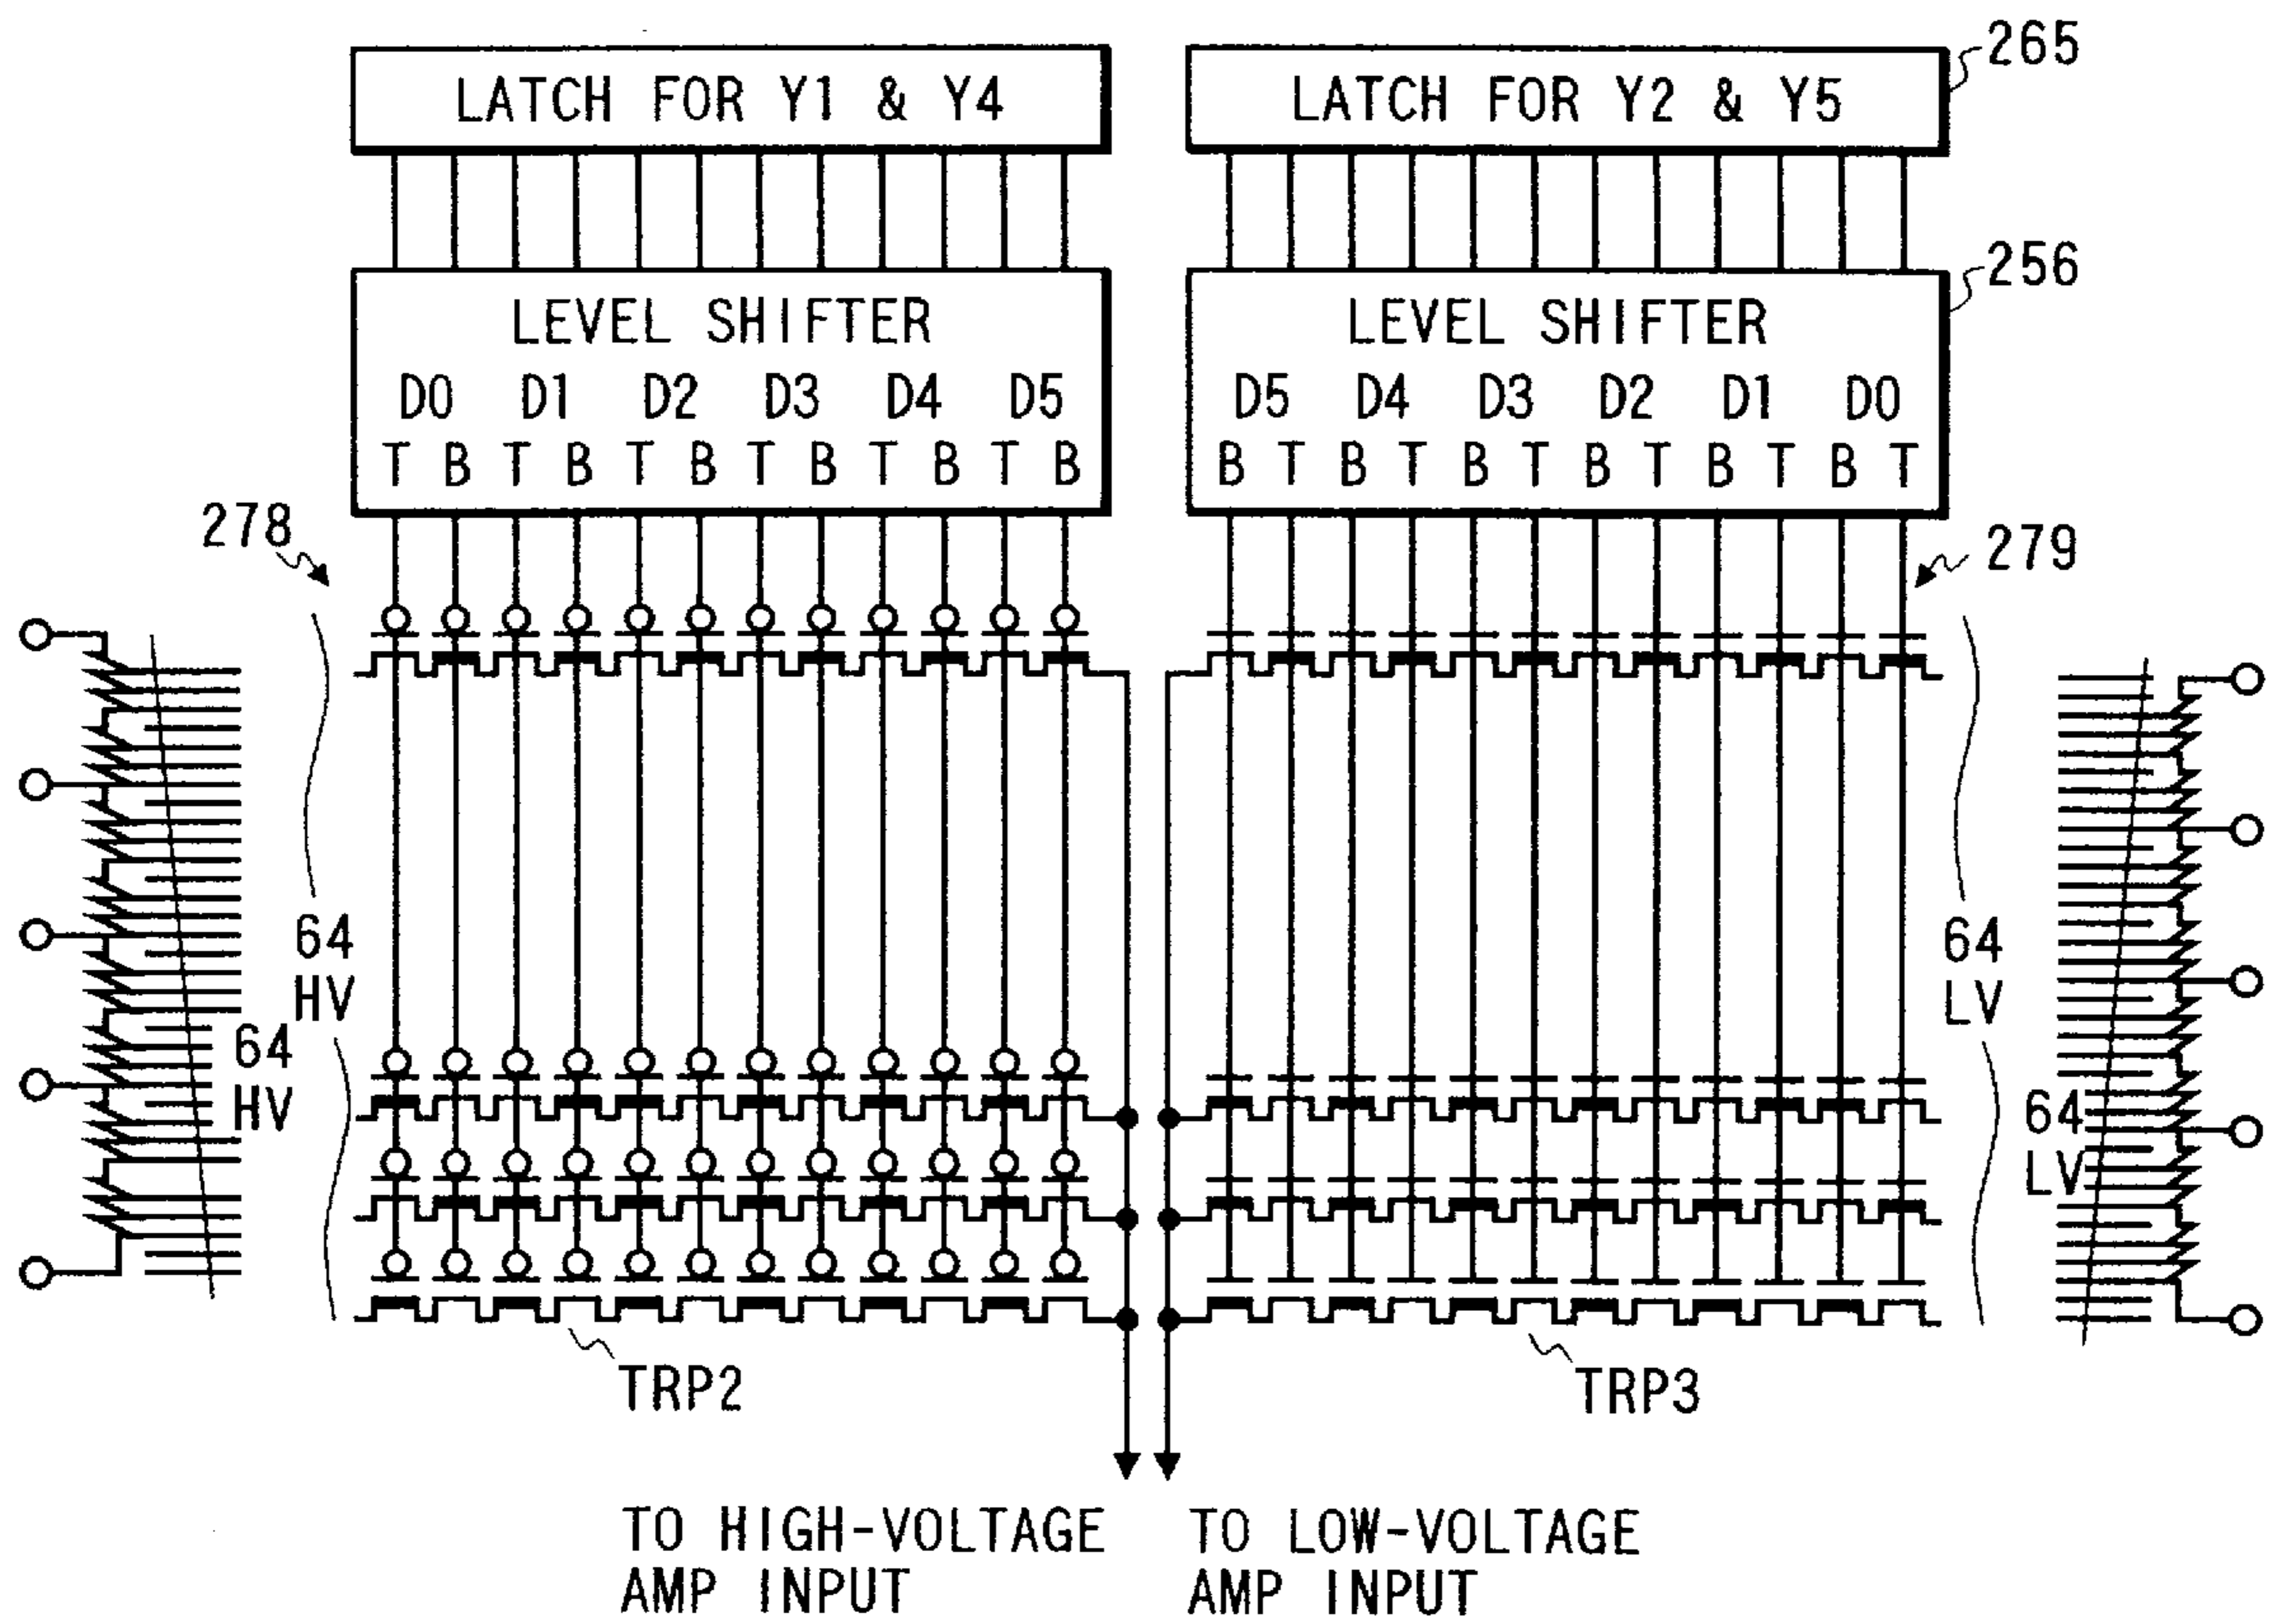 265
LATCH FOR Y1 & Y4
LATCH FOR Y2 & Y5
256
LEVEL SHIFTER
D0 D1 D2 D3 D4 D5
T B T B T B T B T B T B
LEVEL SHIFTER
D5 D4 D3 D2 D1 D0
B T B T B T B T B T B T
278
279
64
HV
64
HV
64
LV
64
LV
TRP2
TRP3
TO HIGH-VOLTAGE
AMP INPUT
TO LOW-VOLTAGE
AMP INPUT